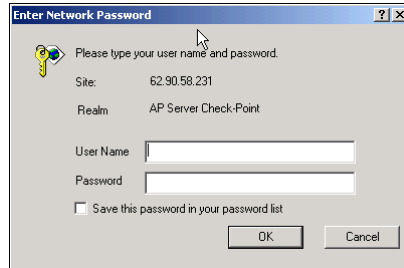 Enter Network Password
Please type your user name and password.
Site: 62.90.58.231
Realm AP Server Check-Point
User Name
Password
Save this password in your password list
OK Cancel